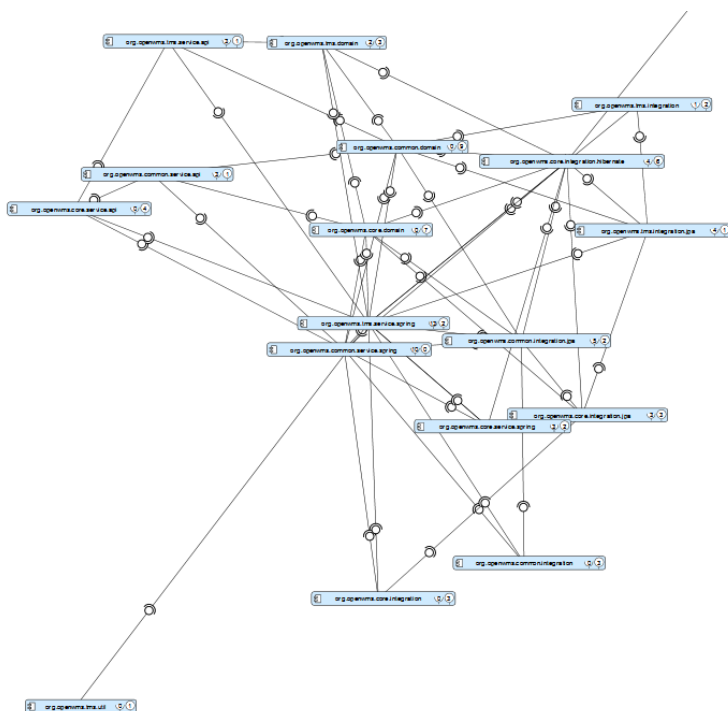 org.openwms.tms.service.api
org.openwms.tms.domain
org.openwms.tms.integration
org.openwms.common.domain
org.openwms.core.integration.hibernate
org.openwms.common.service.api
org.openwms.core.service.api
org.openwms.core.domain
org.openwms.tms.integration.jpa
org.openwms.tms.service.spring
org.openwms.common.integration.jpa
org.openwms.common.service.spring
org.openwms.core.integration.jpa
org.openwms.core.service.spring
org.openwms.common.integration
org.openwms.core.integration
org.openwms.tms.util